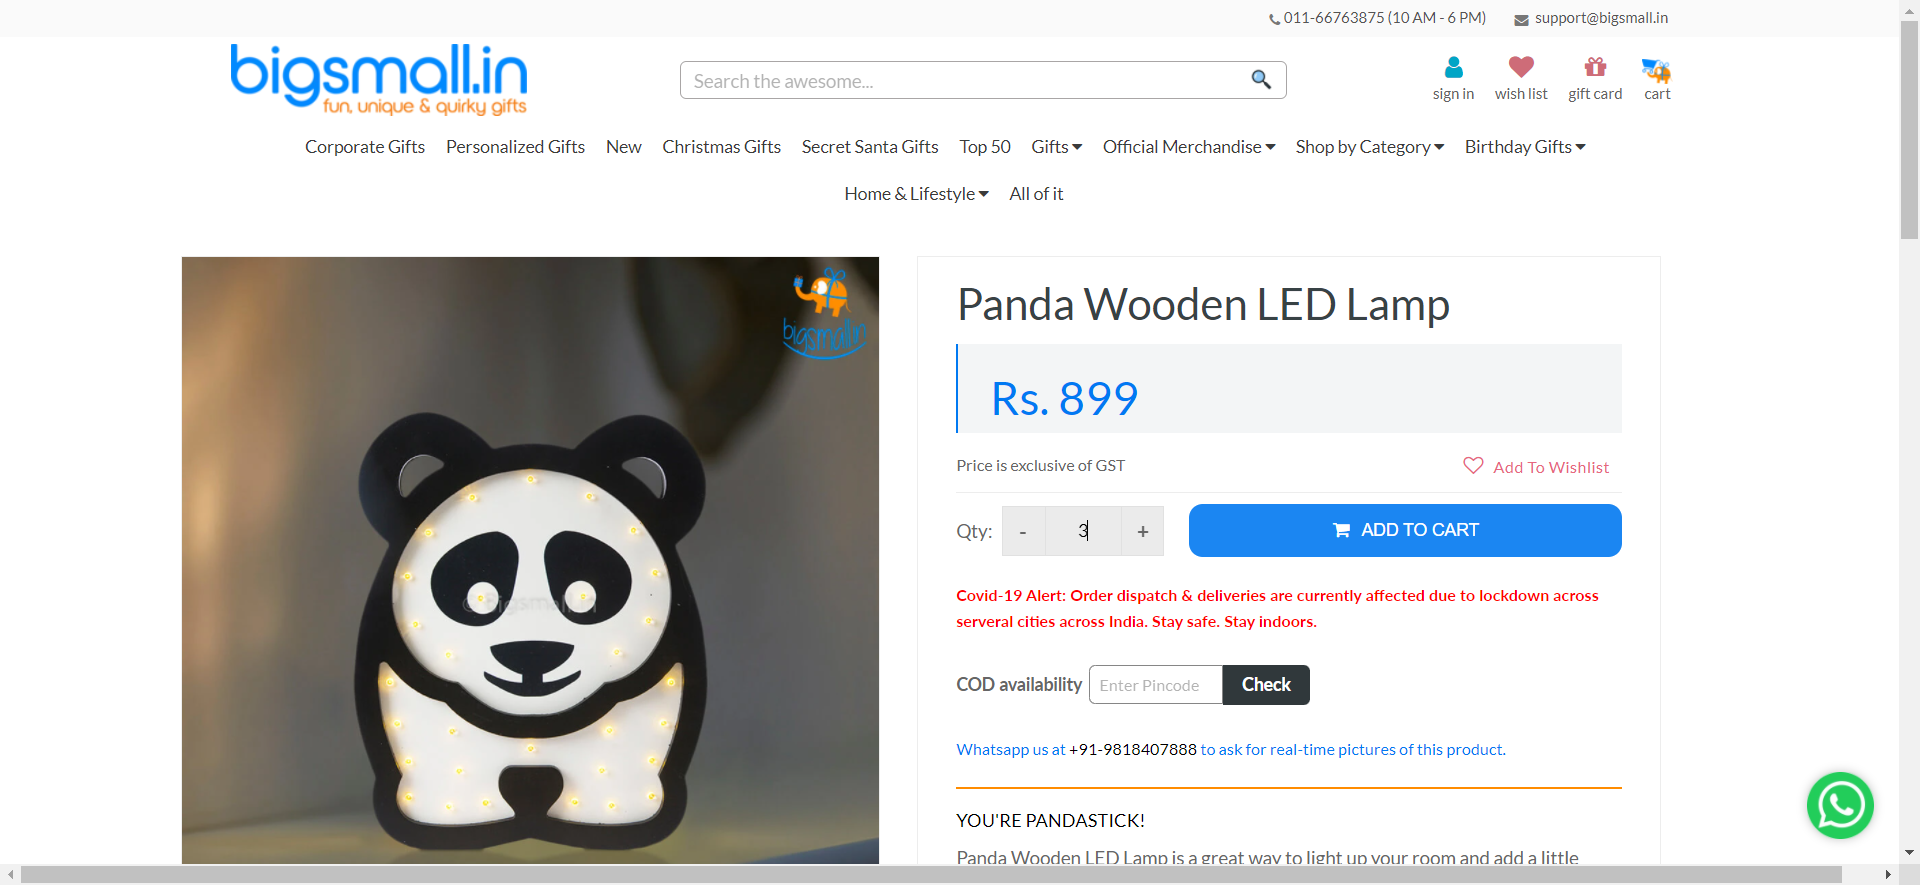 011-66763875 (10 AM - 6 PM) support@bigsmall.in
bigsmall.in
fun, unique & quirky gifts
Search the awesome...
sign in wish list gift card cart
Corporate Gifts Personalized Gifts New Christmas Gifts Secret Santa Gifts Top 50 Gifts Official Merchandise Shop by Category Birthday Gifts
Home & Lifestyle All of it
bigsmall.in
© Bigsmall.in
Panda Wooden LED Lamp
Rs. 899
Price is exclusive of GST
Add To Wishlist
Qty: - 3 + ADD TO CART
Covid-19 Alert: Order dispatch & deliveries are currently affected due to lockdown across
serveral cities across India. Stay safe. Stay indoors.
COD availability Enter Pincode Check
Whatsapp us at +91-9818407888 to ask for real-time pictures of this product.
YOU'RE PANDASTICK!
Panda Wooden LED Lamp is a great way to light up your room and add a little